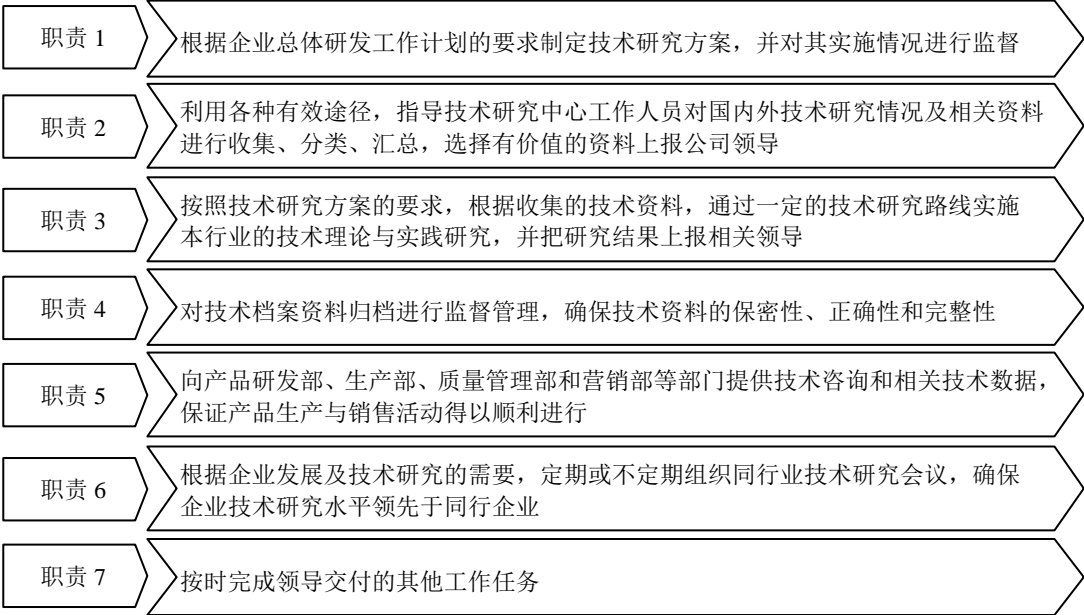 职责 1
根据企业总体研发工作计划的要求制定技术研究方案，并对其实施情况进行监督
职责 2
利用各种有效途径，指导技术研究中心工作人员对国内外技术研究情况及相关资料
进行收集、分类、汇总，选择有价值的资料上报公司领导
职责 3
按照技术研究方案的要求，根据收集的技术资料，通过一定的技术研究路线实施
本行业的技术理论与实践研究，并把研究结果上报相关领导
职责 4
对技术档案资料归档进行监督管理，确保技术资料的保密性、正确性和完整性
职责 5
向产品研发部、生产部、质量管理部和营销部等部门提供技术咨询和相关技术数据，
保证产品生产与销售活动得以顺利进行
职责 6
根据企业发展及技术研究的需要，定期或不定期组织同行业技术研究会议，确保
企业技术研究水平领先于同行企业
职责 7
按时完成领导交付的其他工作任务